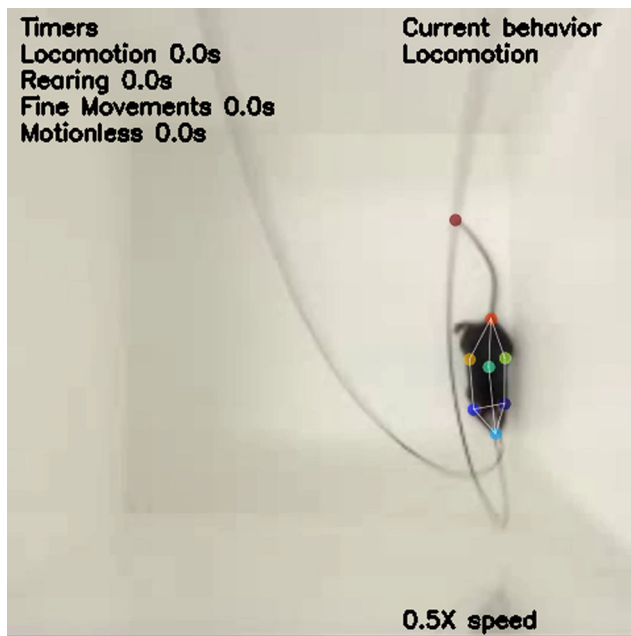 Timers
Locomotion 0.0s
Rearing 0.0s
Fine Movements 0.0s
Motionless 0.0s
Current behavior
Locomotion
0.5X speed